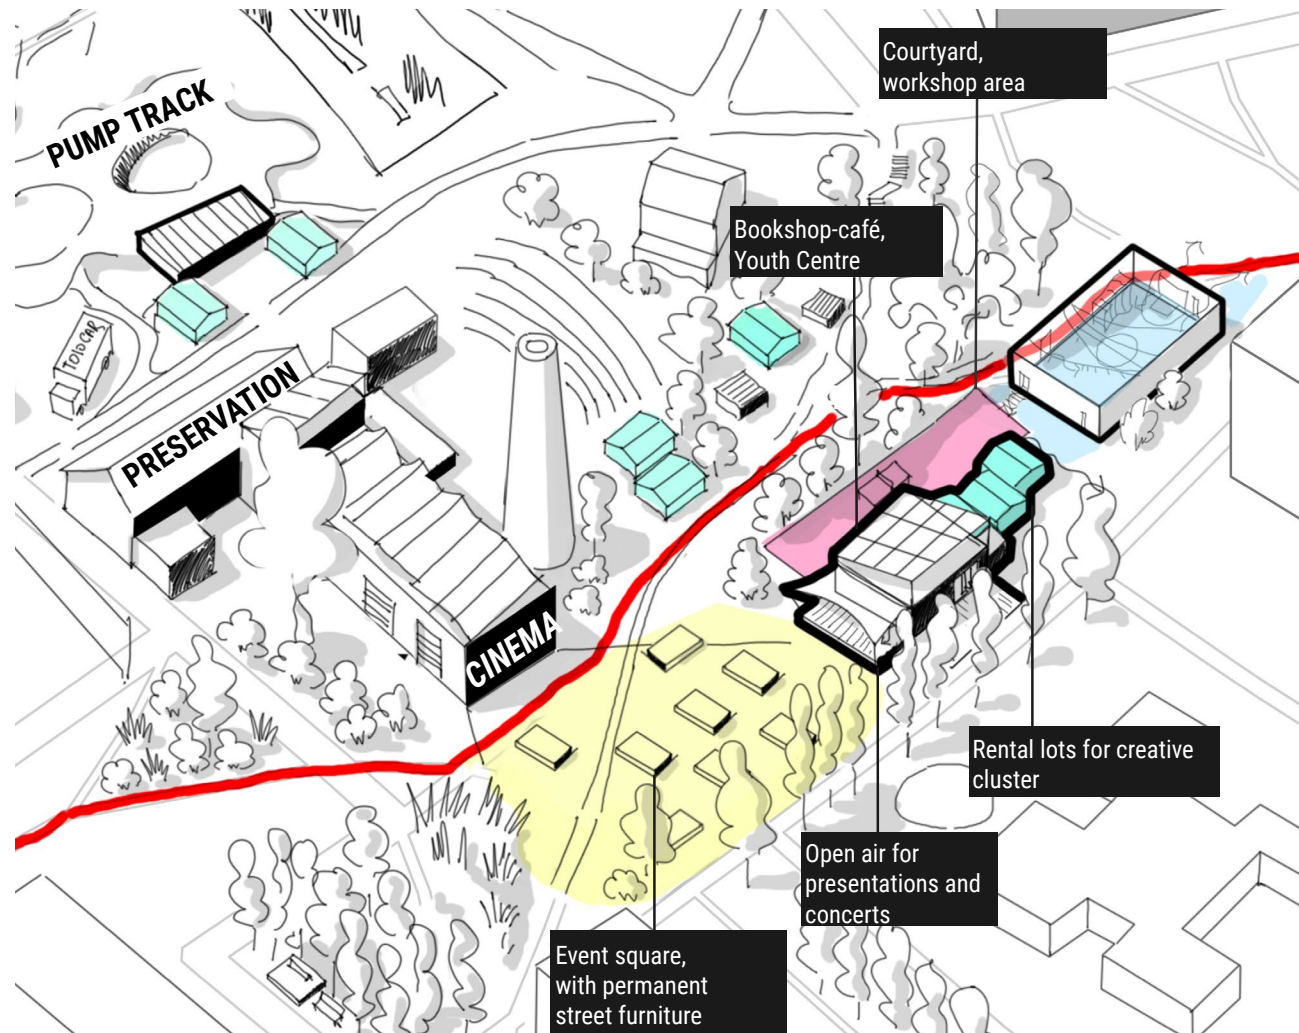 Courtyard,
workshop area
PUMP TRACK
Bookshop-café,
Youth Centre
PRESERVATION
CINEMA
Rental lots for creative
cluster
Open air for
presentations and
concerts
Event square,
with permanent
street furniture